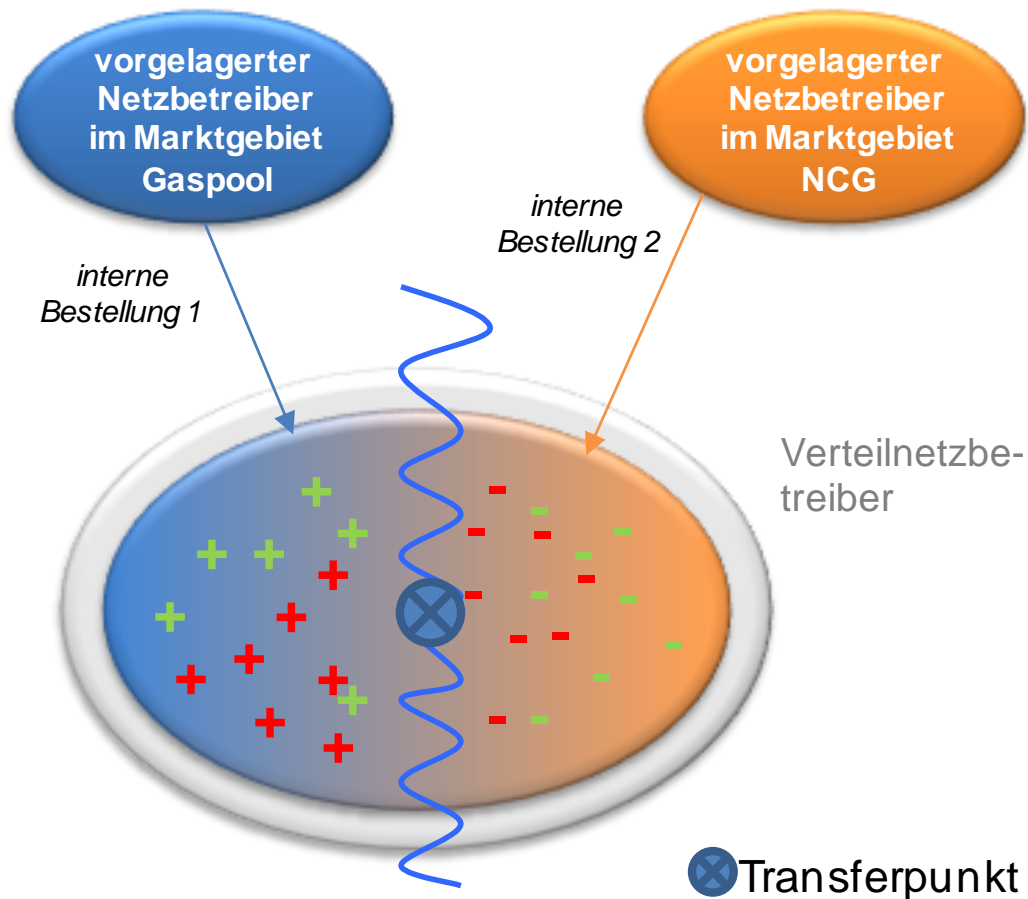 vorgelagerter
Netzbetreiber
im Marktgebiet
Gaspool
vorgelagerter
Netzbetreiber
im Marktgebiet
NCG
interne
Bestellung 1
interne
Bestellung 2
Verteilnetzbe-
treiber
Transferpunkt